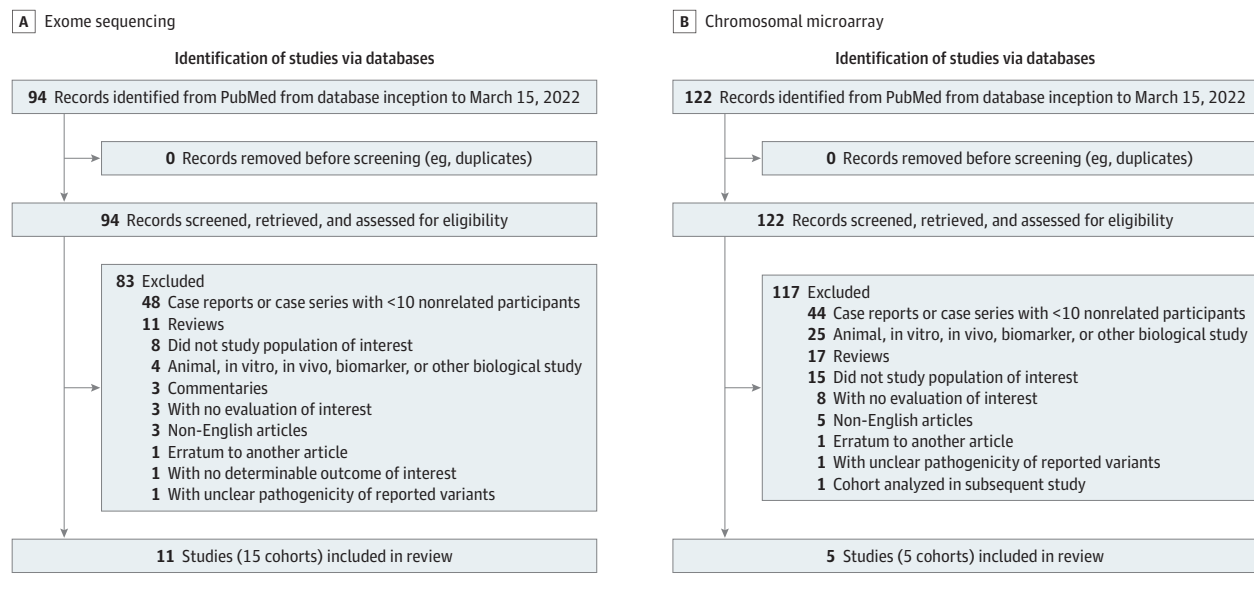 A Exome sequencing
Identification of studies via databases
94 Records identified from PubMed from database inception to March 15, 2022
0 Records removed before screening (eg, duplicates)
94 Records screened, retrieved, and assessed for eligibility
83 Excluded
48 Case reports or case series with <10 nonrelated participants
11 Reviews
8 Did not study population of interest
4 Animal, in vitro, in vivo, biomarker, or other biological study
3 Commentaries
3 With no evaluation of interest
3 Non-English articles
1 Erratum to another article
1 With no determinable outcome of interest
1 With unclear pathogenicity of reported variants
11 Studies (15 cohorts) included in review
B Chromosomal microarray
Identification of studies via databases
122 Records identified from PubMed from database inception to March 15, 2022
0 Records removed before screening (eg, duplicates)
122 Records screened, retrieved, and assessed for eligibility
117 Excluded
44 Case reports or case series with <10 nonrelated participants
25 Animal, in vitro, in vivo, biomarker, or other biological study
17 Reviews
15 Did not study population of interest
8 With no evaluation of interest
5 Non-English articles
1 Erratum to another article
1 With unclear pathogenicity of reported variants
1 Cohort analyzed in subsequent study
5 Studies (5 cohorts) included in review